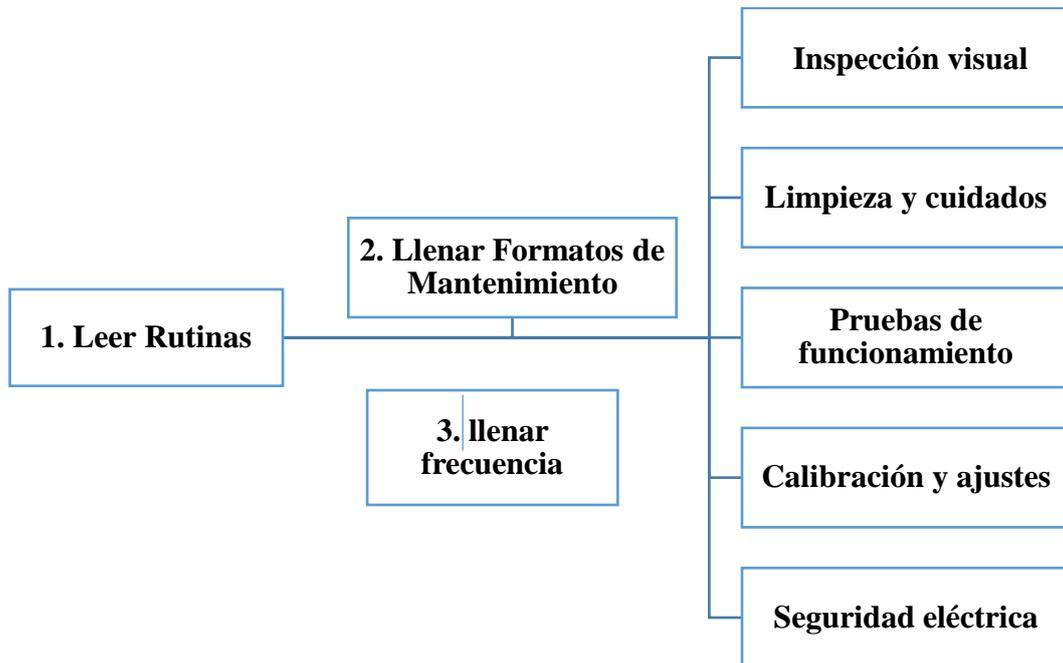 1. Leer Rutinas
2. Llenar Formatos de
Mantenimiento
3. llenar
frecuencia
Inspección visual
Limpieza y cuidados
Pruebas de
funcionamiento
Calibración y ajustes
Seguridad eléctrica